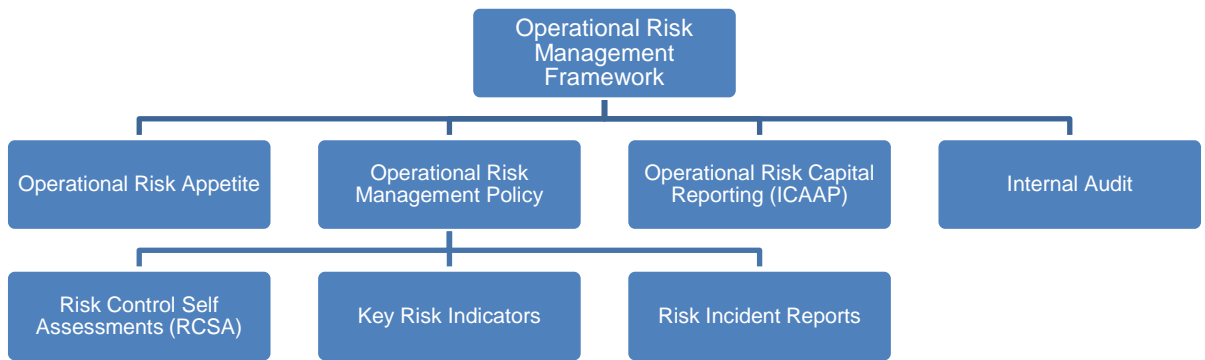 Operational Risk
Management
Framework
Operational Risk Appetite
Operational Risk
Management Policy
Operational Risk Capital
Reporting (ICAAP)
Internal Audit
Risk Control Self
Assessments (RCSA)
Key Risk Indicators
Risk Incident Reports